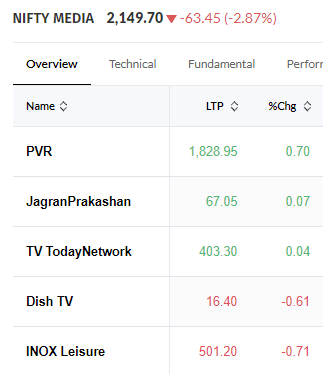 NIFTY MEDIA 2,149.70 ▼ -63.45 (-2.87%)
Overview Technical Fundamental Perfor
Name LTP %Chg
PVR 1,828.95 0.70
JagranPrakashan 67.05 0.07
TV TodayNetwork 403.30 0.04
Dish TV 16.40 -0.61
INOX Leisure 501.20 -0.71